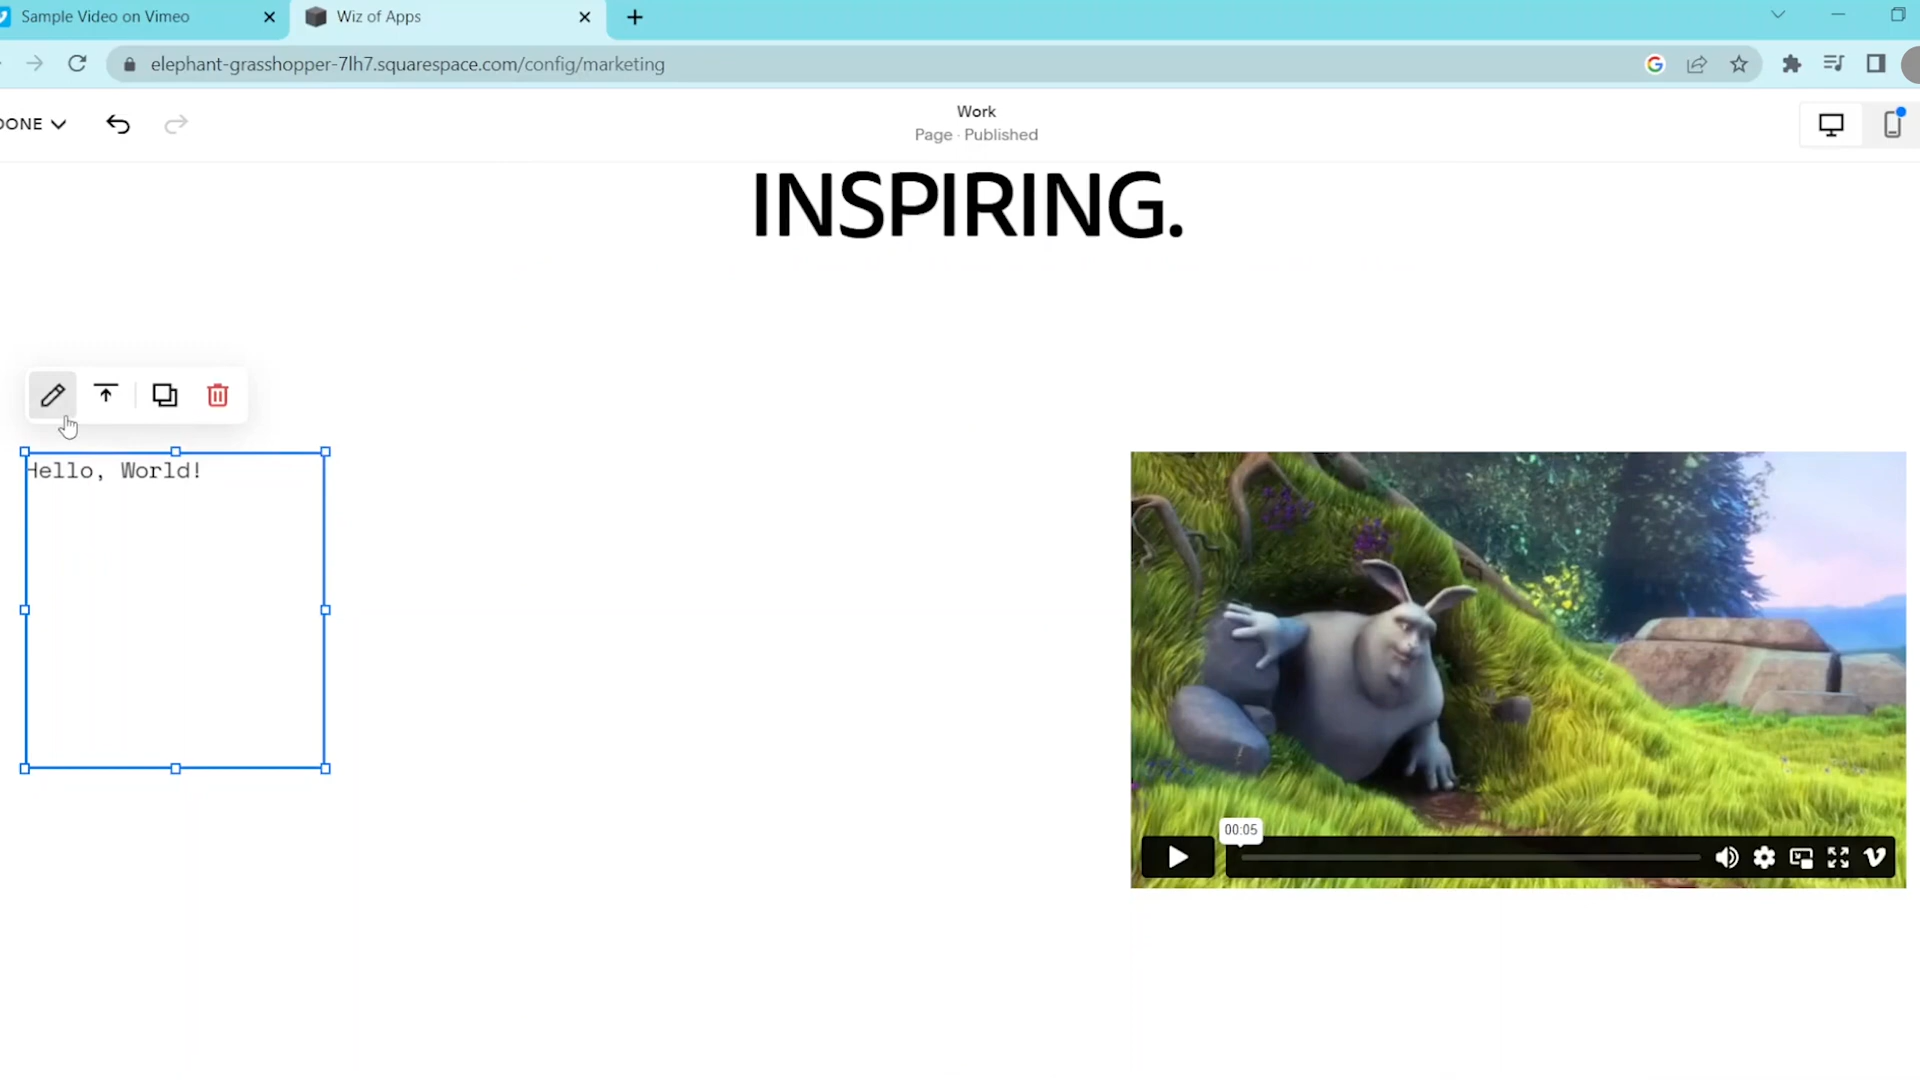 Sample Video on Vimeo
Wiz of Apps
elephant-grasshopper-7lh7.squarespace.com/config/marketing
DONE
Work
Page · Published
INSPIRING.
Hello, World!
00:05